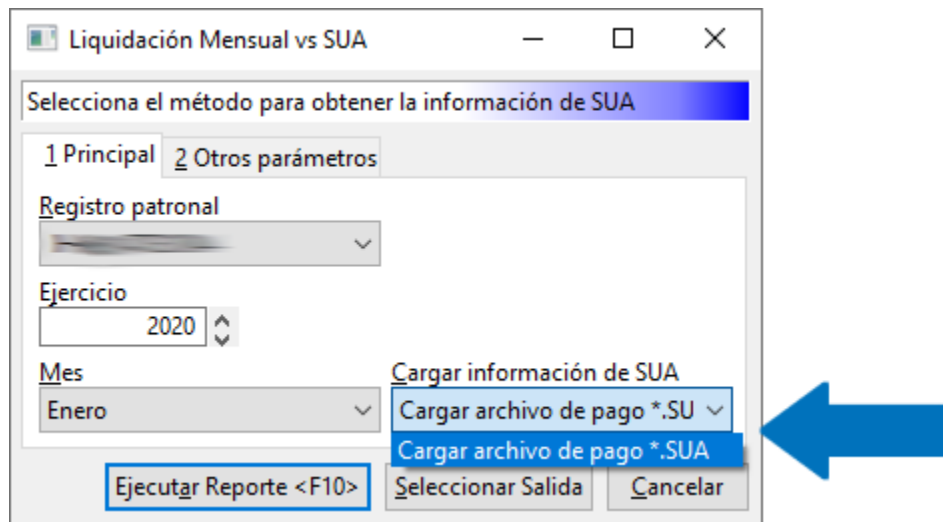 Liquidación Mensual vs SUA
Selecciona el método para obtener la información de SUA
1 Principal 2 Otros parámetros
Registro patronal
Ejercicio
2020
Mes Cargar información de SUA
Enero Cargar archivo de pago *.SU
Cargar archivo de pago *.SUA
Ejecutar Reporte <F10> Seleccionar Salida Cancelar